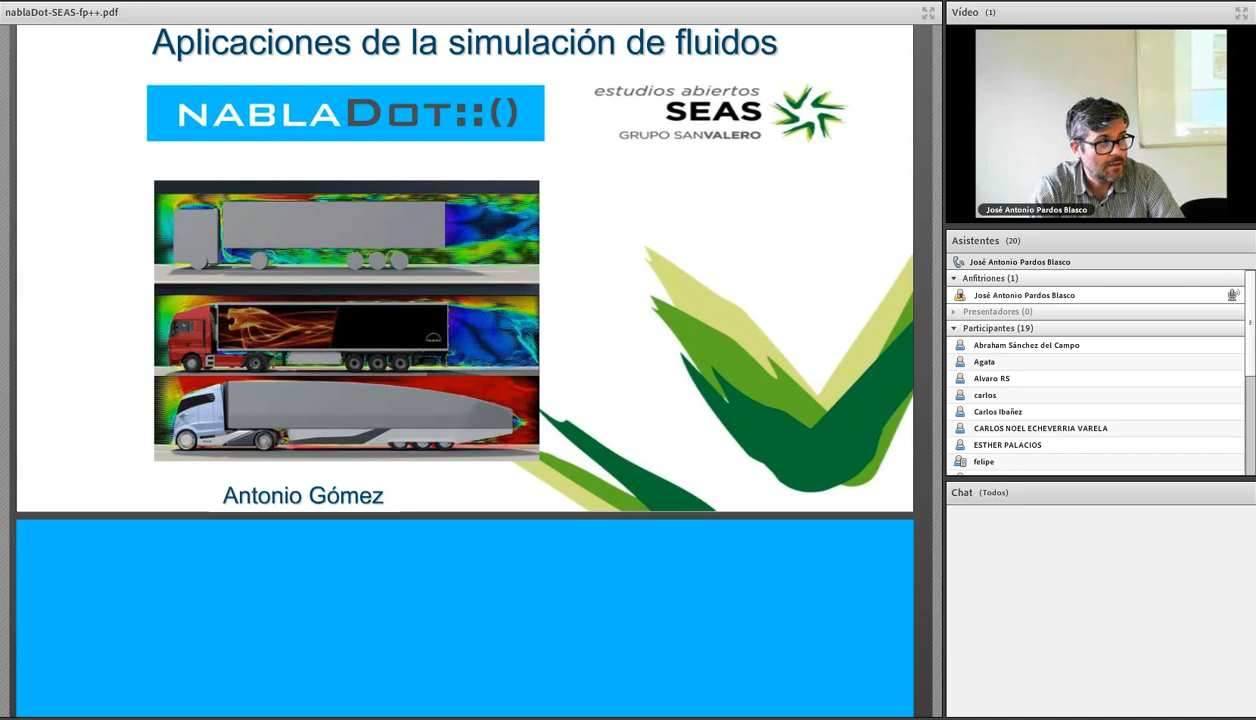 nablaDot-SEAS-fp++.pdf
Aplicaciones de la simulación de fluidos
NABLADOT::()
estudios abiertos
SEAS
GRUPO SANVALERO
Antonio Gómez
Vídeo (1)
José Antonio Pardos Blasco
Asistentes (20)
José Antonio Pardos Blasco
Anfitriones (1)
José Antonio Pardos Blasco
Presentadores (0)
Participantes (19)
Abraham Sánchez del Campo
Agata
Alvaro RS
carlos
Carlos Ibañez
CARLOS NOEL ECHEVERRIA VARELA
ESTHER PALACIOS
felipe
Chat (Todos)